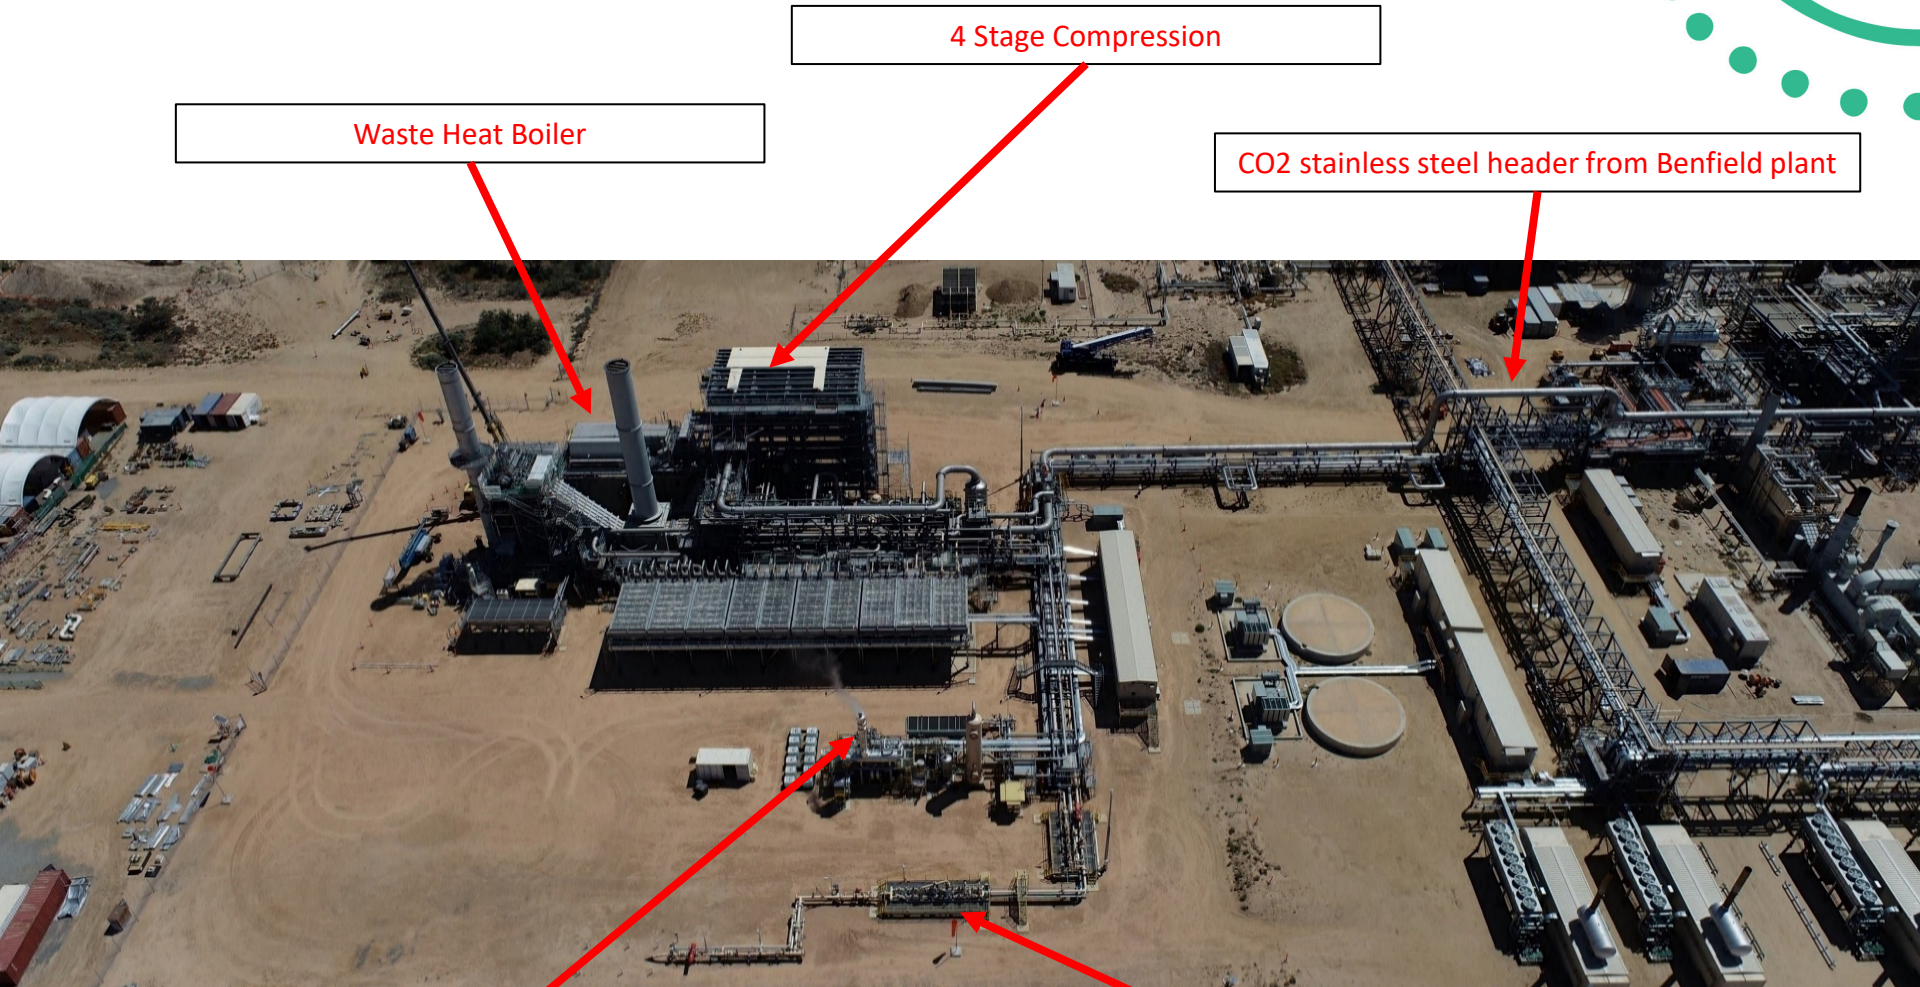 4 Stage Compression
Waste Heat Boiler
CO2 stainless steel header from Benfield plant